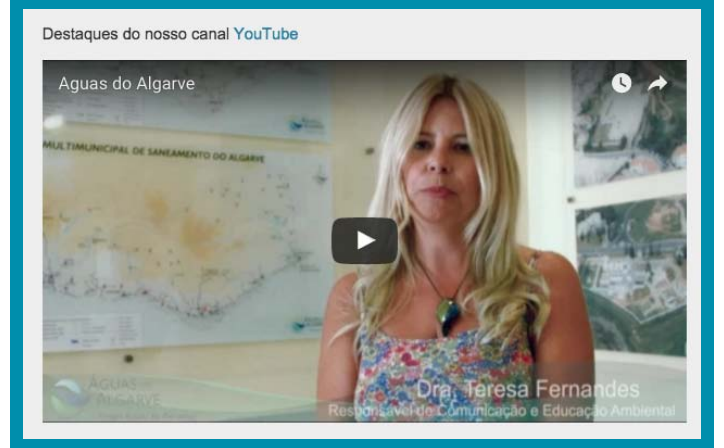 Destaques do nosso canal YouTube
Aguas do Algarve
MULTIMUNICIPAL DE SANEAMENTO DO ALGARVE
Dra. Teresa Fernandes
Responsável de Comunicação e Educação Ambiental
ÁGUAS DO
ALGARVE